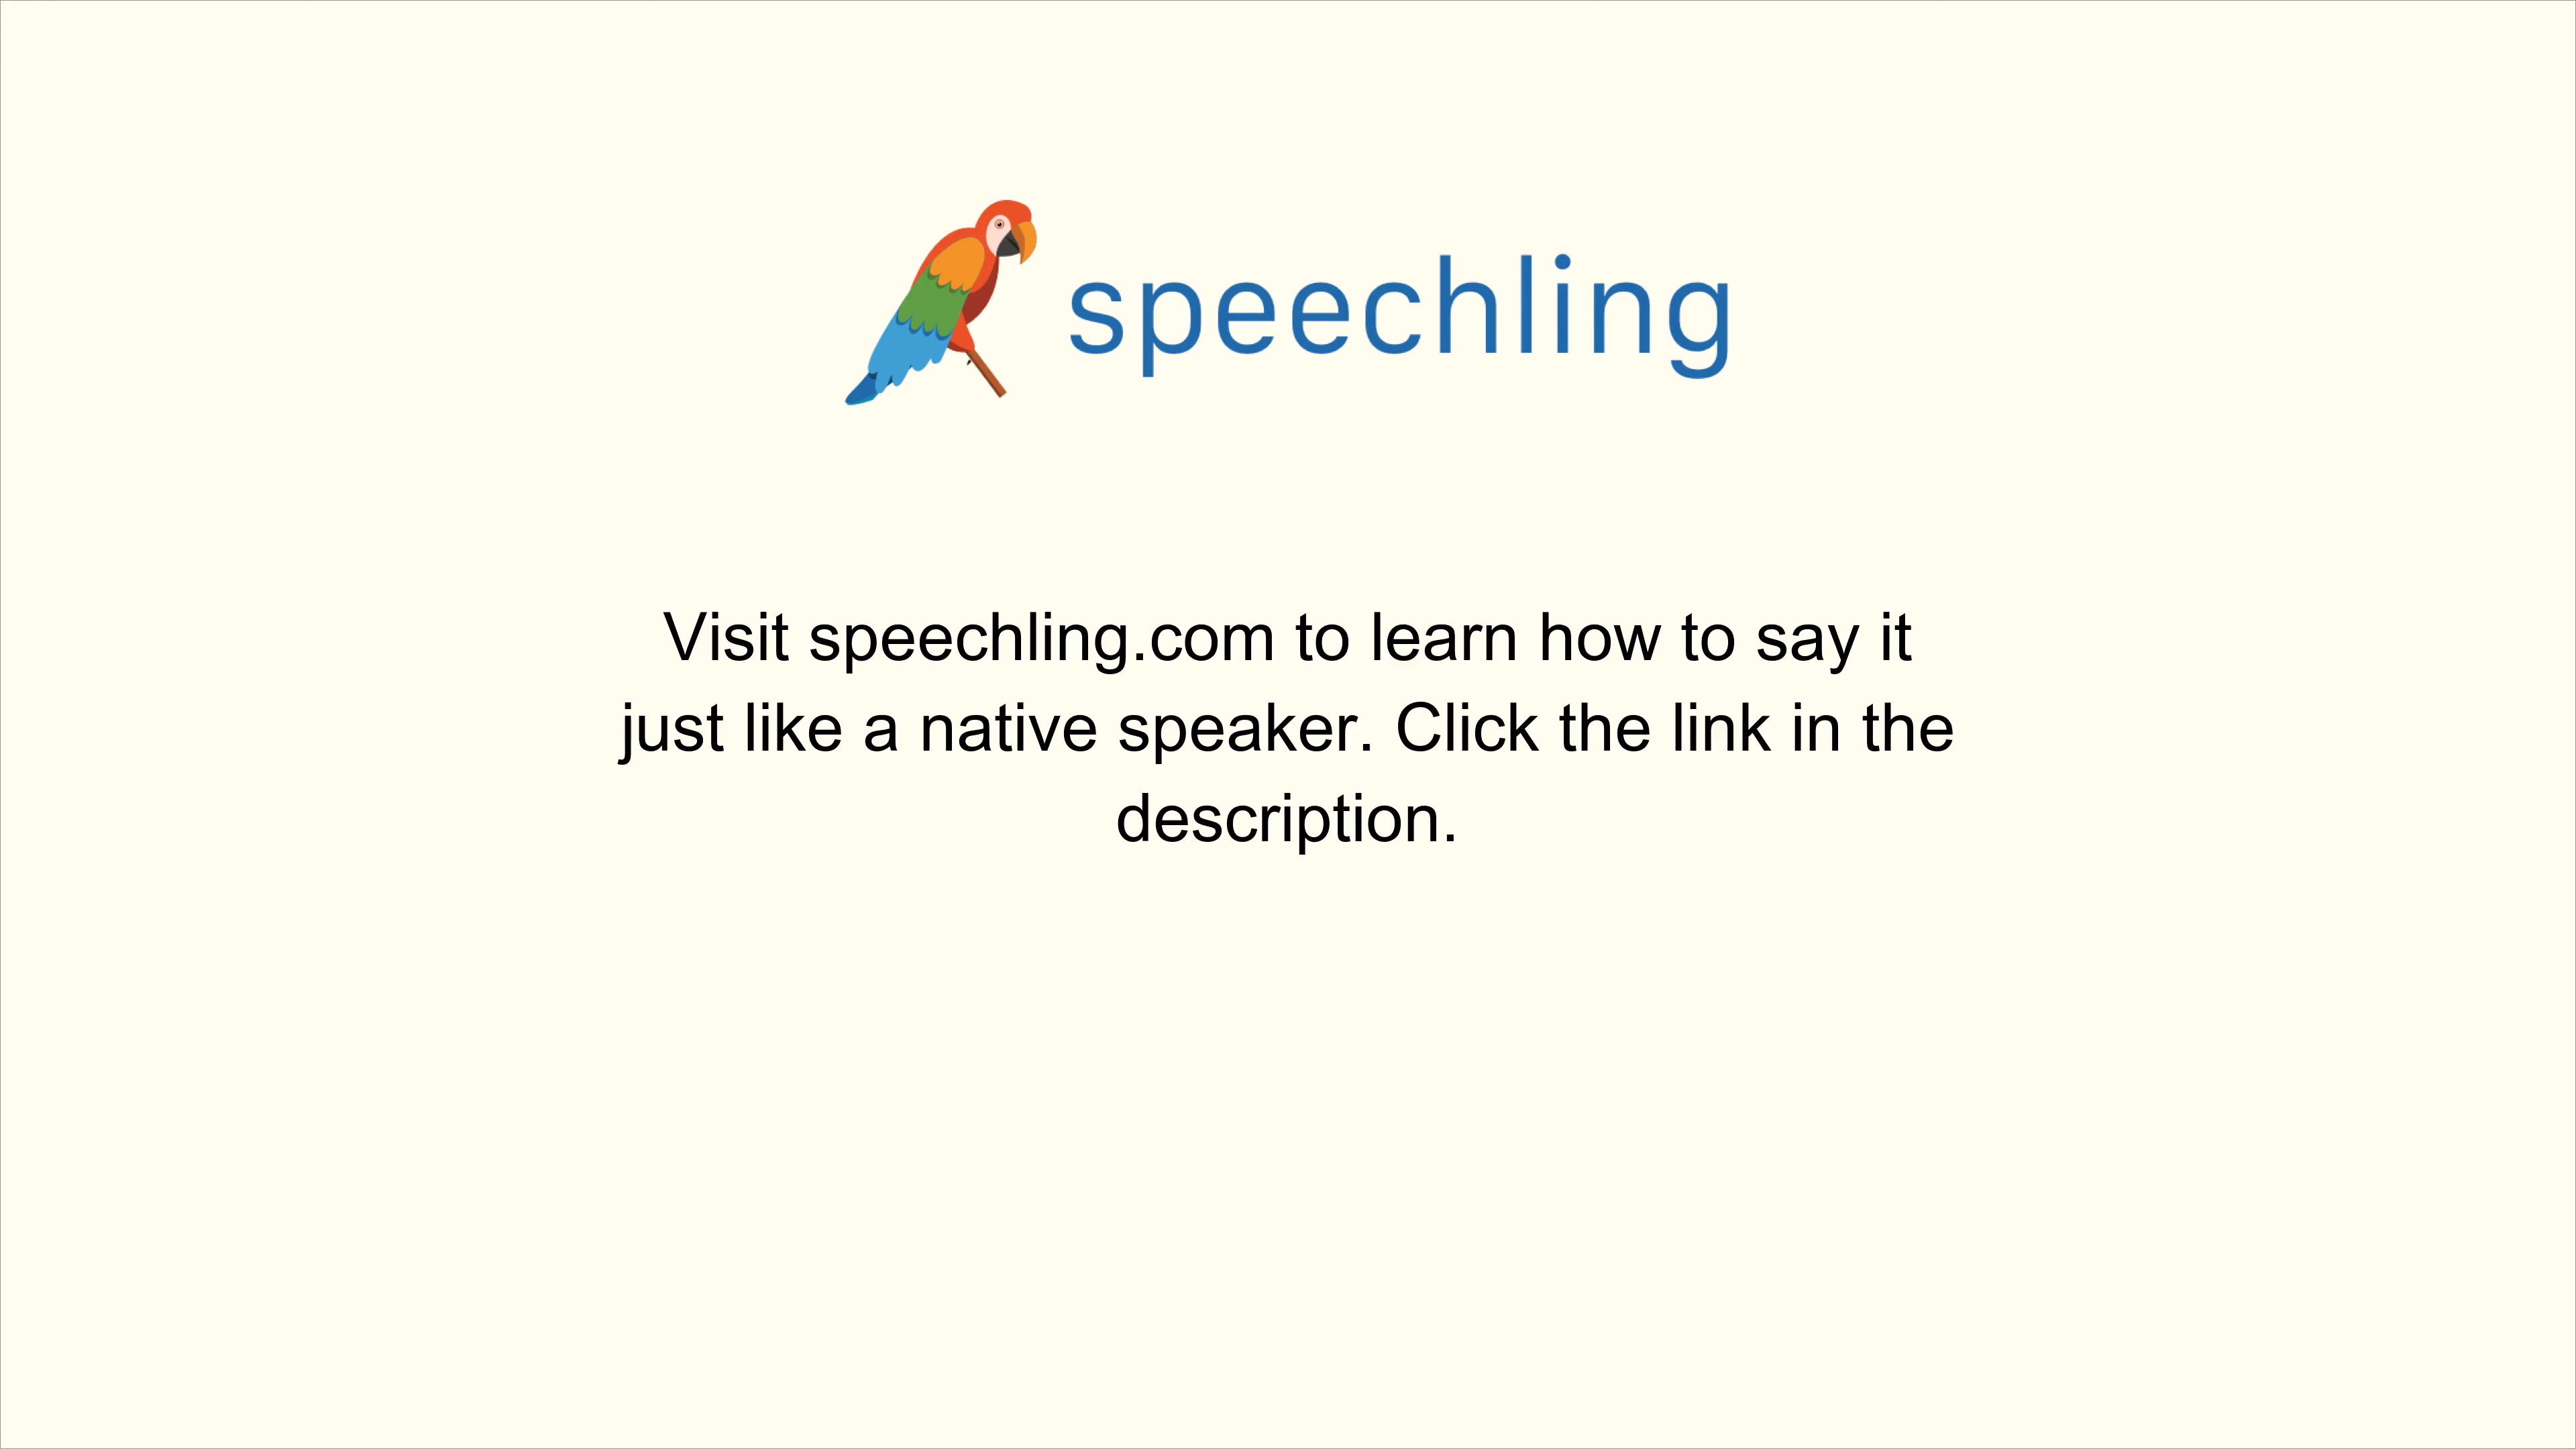 speechling
Visit speechling.com to learn how to say it
just like a native speaker. Click the link in the
description.